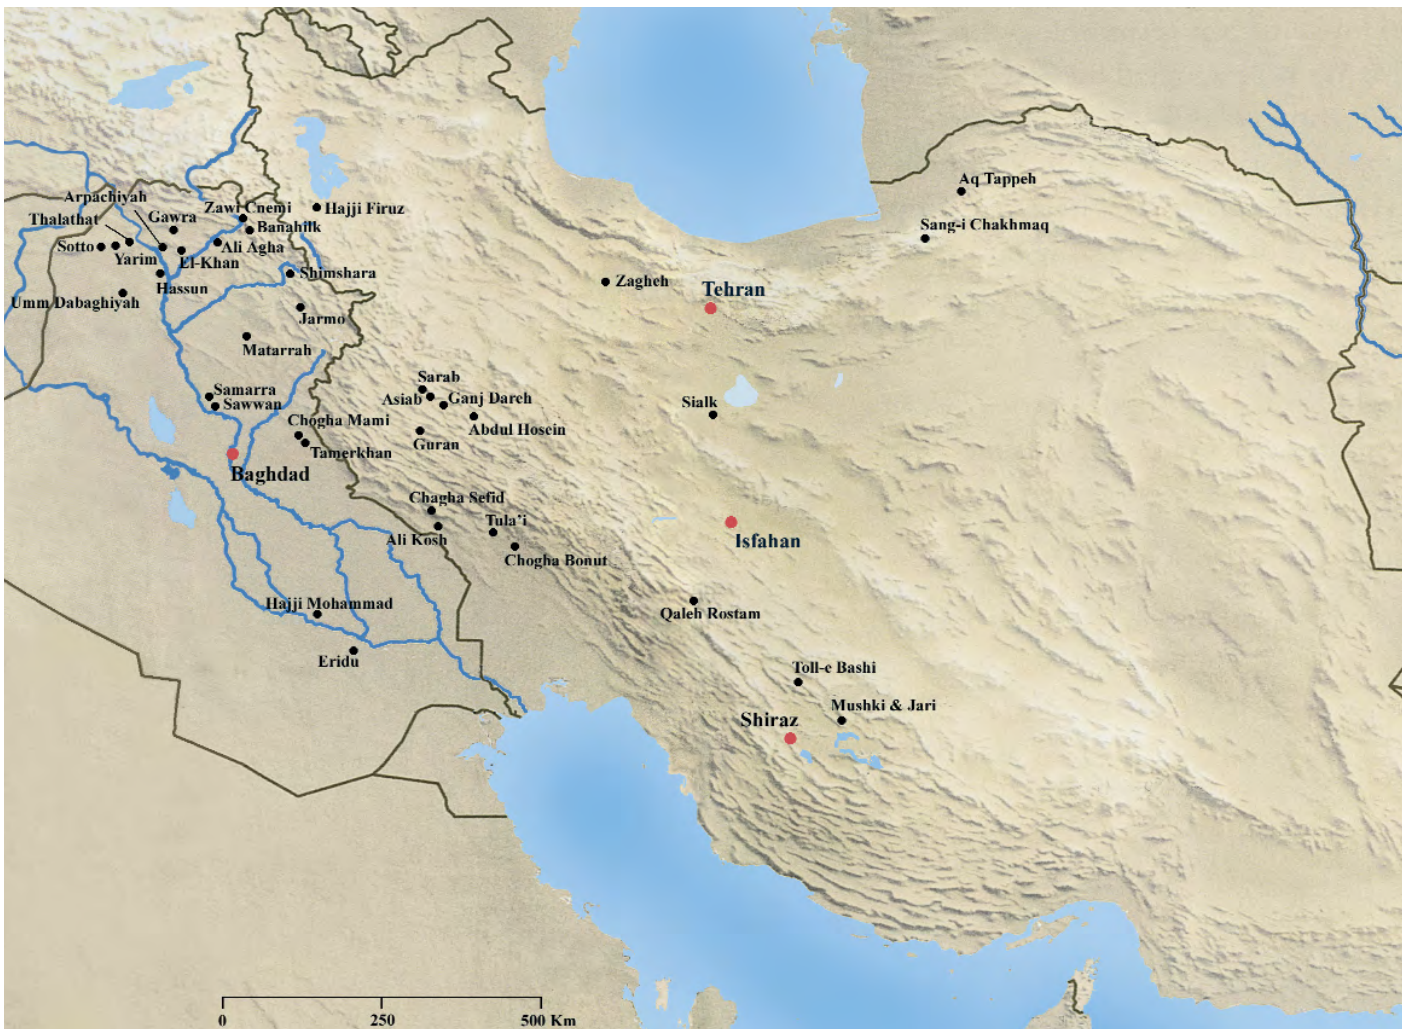 Aq Tappeh
Arpachiyah
Hajji Firuz
Zawi Cnemi
Gawra
Thalathat
Banahilk
Sang-i Chakhmaq
Sotto
Yarim
Ali Agha
El-Khan
Shimshara
Zagheh
Hassun
Tehran
Umm Dabaghiyah
Jarmo
Matarrah
Sarab
Samarra
Asiab
Ganj Dareh
Sialk
Sawwan
Chogha Mami
Abdul Hosein
Guran
Tamerkhan
Baghdad
Chagha Sefid
Tula'i
Ali Kosh
Isfahan
Chogha Bonut
Hajji Mohammad
Qaleh Rostam
Eridu
Toll-e Bashi
Mushki & Jari
Shiraz
0 250 500 Km